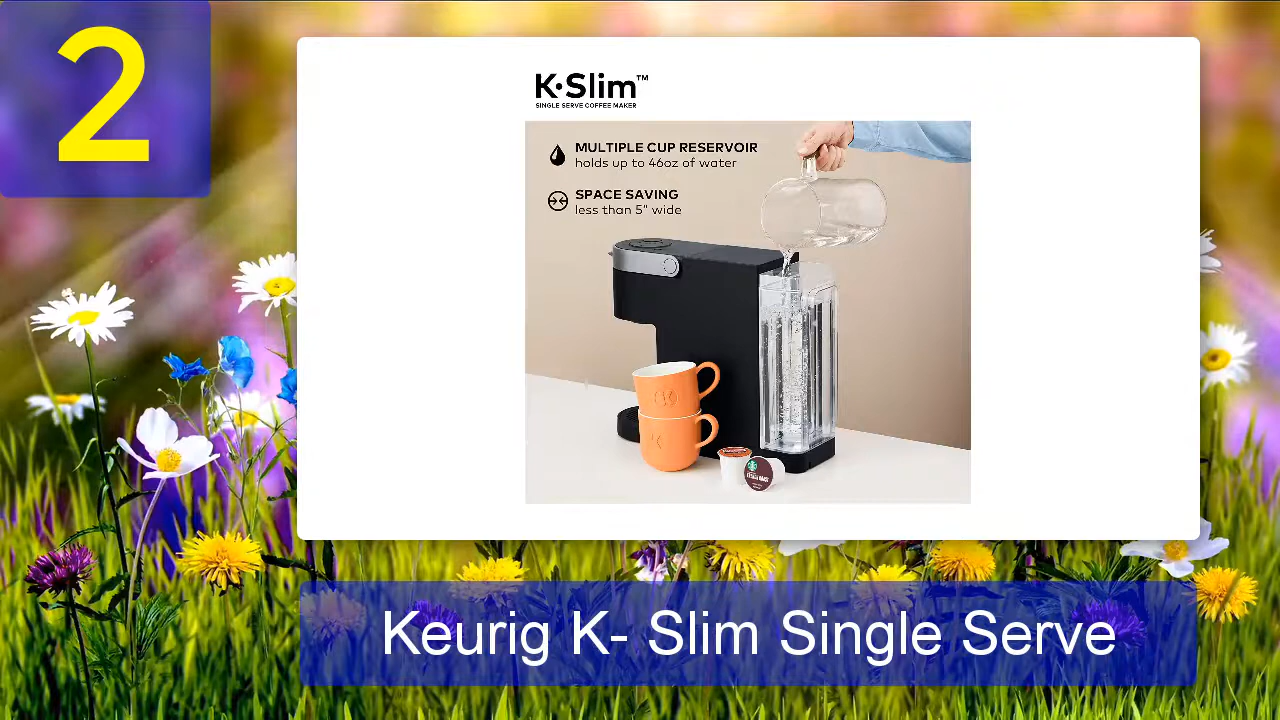 2
K·Slim™
SINGLE SERVE COFFEE MAKER
MULTIPLE CUP RESERVOIR
holds up to 46oz of water
SPACE SAVING
less than 5" wide
Keurig K- Slim Single Serve